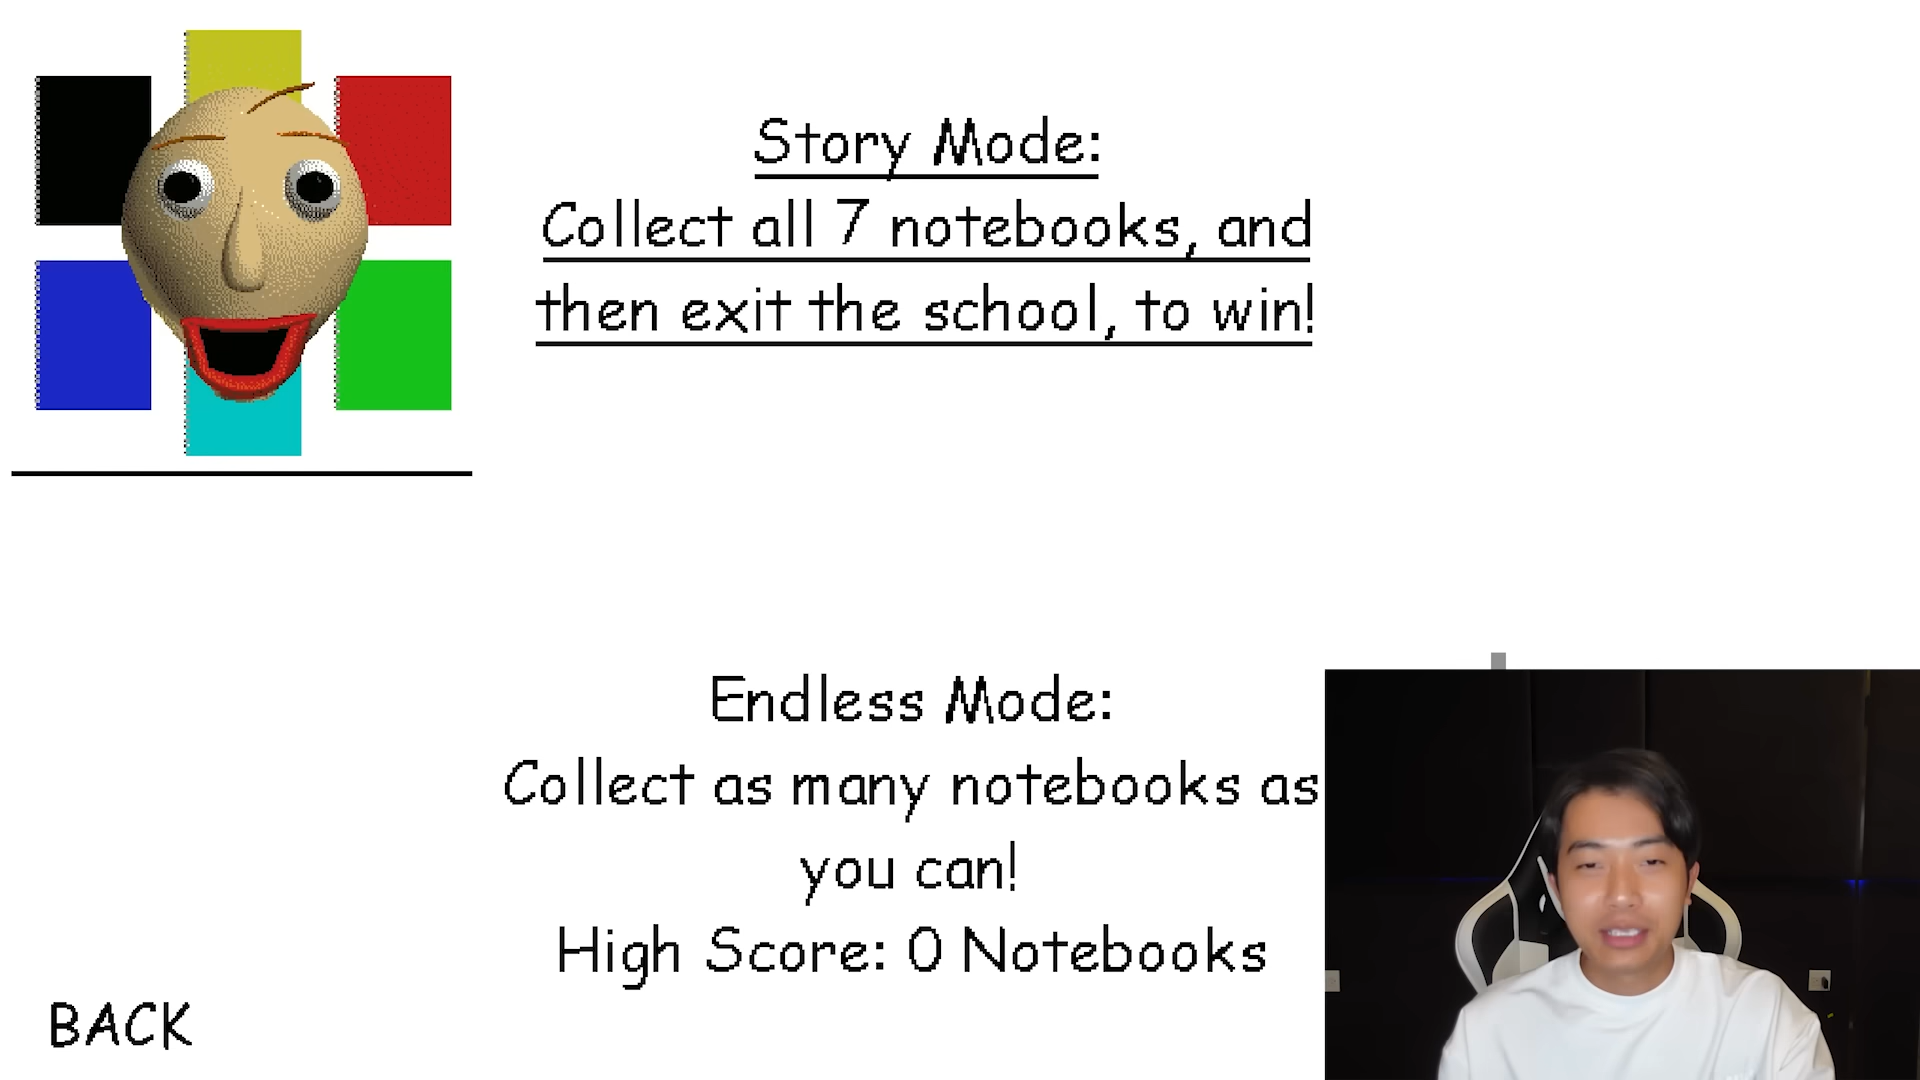 Story Mode:
Collect all 7 notebooks, and
then exit the school, to win!
Endless Mode:
Collect as many notebooks as
you can!
High Score: 0 Notebooks
BACK